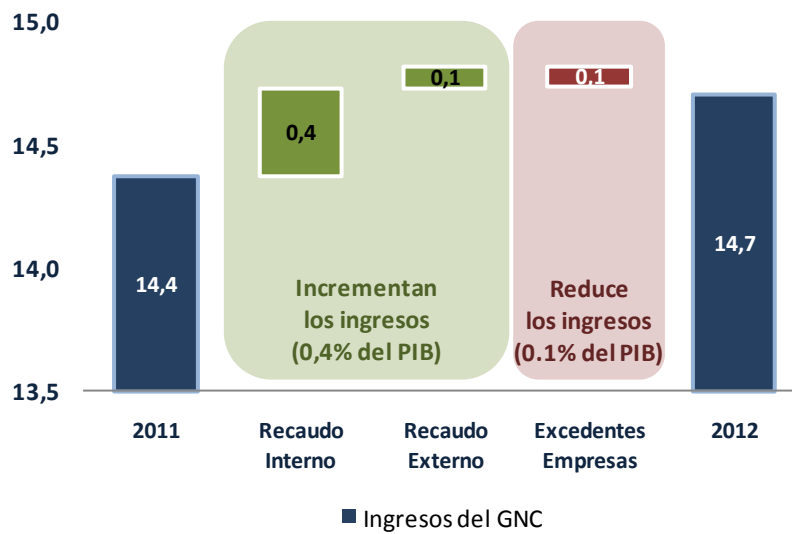 15,0
14,5
14,0
13,5
14,4
0,4
0,1
0,1
14,7
Incrementan
los ingresos
(0,4% del PIB)
Reduce
los ingresos
(0.1% del PIB)
2011
Recaudo
Interno
Recaudo
Externo
Excedentes
Empresas
2012
Ingresos del GNC